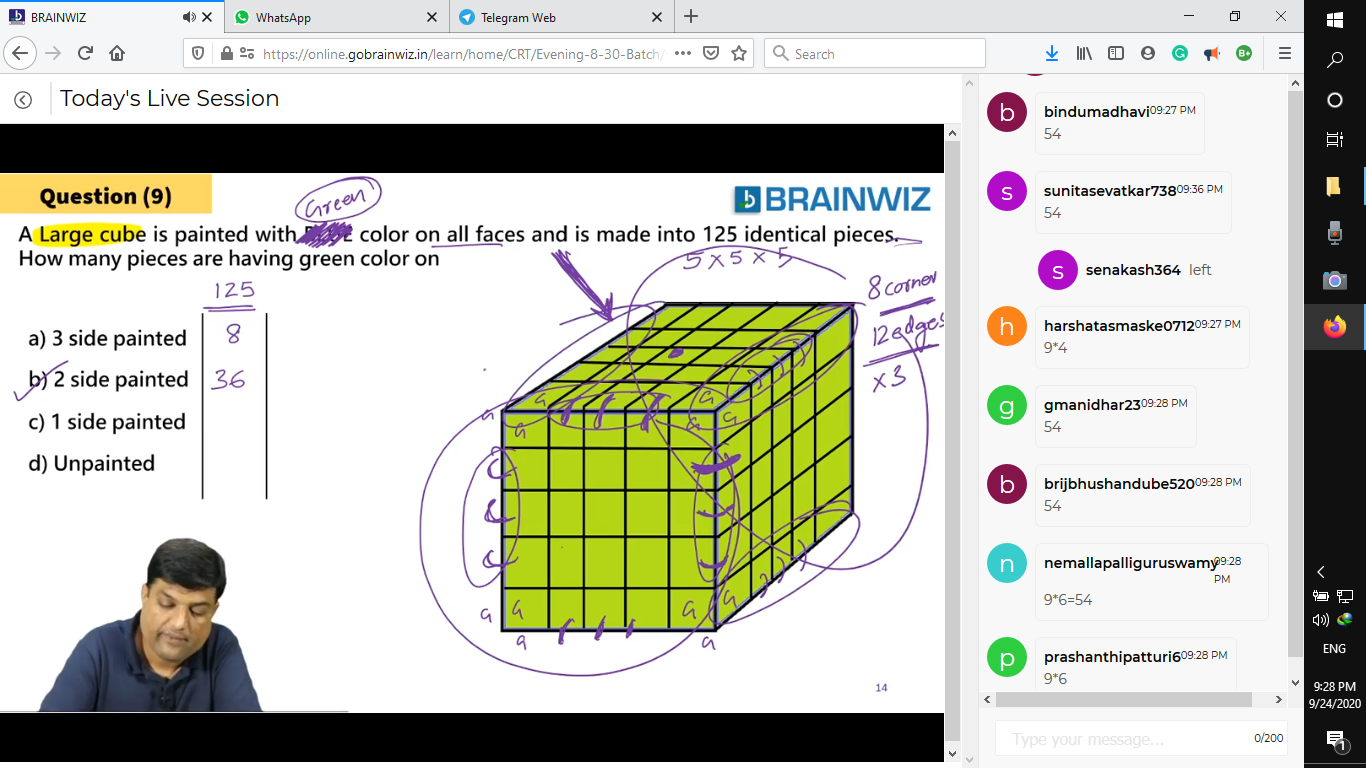 BRAINWIZ
WhatsApp
Telegram Web
https://online.gobrainwiz.in/learn/home/CRT/Evening-8-30-Batch/
Search
Today's Live Session
Question (9)
Green
BRAINWIZ
A Large cube is painted with color on all faces and is made into 125 identical pieces.
How many pieces are having green color on
5 x 5 x 5
125
8 corner
12 edges
x 3
a) 3 side painted 8
b) 2 side painted 36
c) 1 side painted
d) Unpainted
14
bindumadhavi 09:27 PM
54
sunitasevatkar738 09:36 PM
54
senakash364 left
harshatasmaske0712 09:27 PM
9*4
gmanidhar23 09:28 PM
54
brijbhushandube520 09:28 PM
54
nemallapalliguruswamy 09:28 PM
9*6=54
prashanthipatturi6 09:28 PM
9*6
Type your message...
0/200
ENG
9:28 PM
9/24/2020